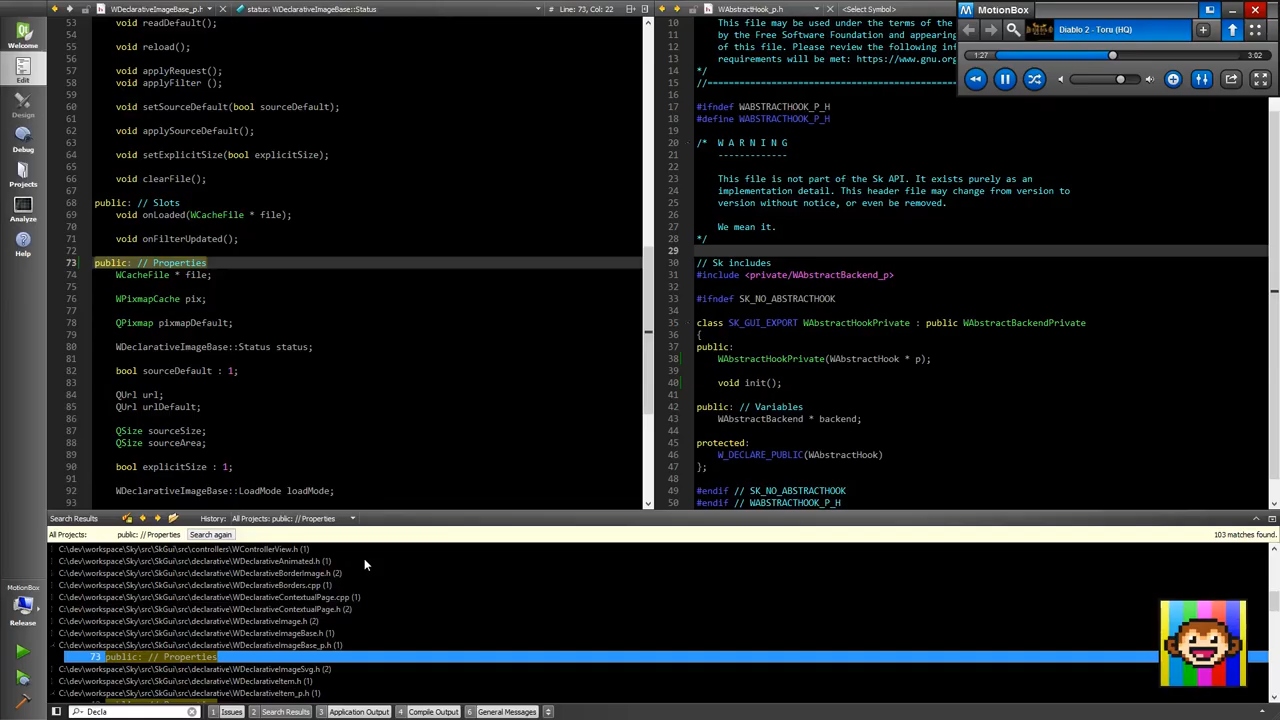 WDeclarativeImageBase_p.h
status: WDeclarativeImageBase::Status
Line: 73, Col: 22
Welcome
Edit
Design
Debug
Projects
Analyze
Help
MotionBox
Release
53 void readDefault();
54
55 void reload();
56
57 void applyRequest();
58 void applyFilter ();
59
60 void setSourceDefault(bool sourceDefault);
61
62 void applySourceDefault();
63
64 void setExplicitSize(bool explicitSize);
65
66 void clearFile();
67
68 public: // Slots
69 void onLoaded(WCacheFile * file);
70
71 void onFilterUpdated();
72
73 public: // Properties
74 WCacheFile * file;
75
76 WPixmapCache pix;
77
78 QPixmap pixmapDefault;
79
80 WDeclarativeImageBase::Status status;
81
82 bool sourceDefault : 1;
83
84 QUrl url;
85 QUrl urlDefault;
86
87 QSize sourceSize;
88 QSize sourceArea;
89
90 bool explicitSize : 1;
91
92 WDeclarativeImageBase::LoadMode loadMode;
93
WAbstractHook_p.h
<Select Symbol>
10 This file may be used under the terms of the
11 by the Free Software Foundation and appearing
12 of this file. Please review the following inf
13 requirements will be met: https://www.gnu.org
14 */
15 //
16
17 #ifndef WABSTRACTHOOK_P_H
18 #define WABSTRACTHOOK_P_H
19
20 /* W A R N I N G
21 -------------
22
23 This file is not part of the Sk API. It exists purely as an
24 implementation detail. This header file may change from version to
25 version without notice, or even be removed.
26
27 We mean it.
28 */
29
30 // Sk includes
31 #include <private/WAbstractBackend_p>
32
33 #ifndef SK_NO_ABSTRACTHOOK
34
35 class SK_GUI_EXPORT WAbstractHookPrivate : public WAbstractBackendPrivate
36 {
37 public:
38 WAbstractHookPrivate(WAbstractHook * p);
39
40 void init();
41
42 public: // Variables
43 WAbstractBackend * backend;
44
45 protected:
46 W_DECLARE_PUBLIC(WAbstractHook)
47 };
48
49 #endif // SK_NO_ABSTRACTHOOK
50 #endif // WABSTRACTHOOK_P_H
MotionBox
Diablo 2 - Toru (HQ)
1:27
3:02
Search Results
History:
All Projects: public: // Properties
All Projects:
public: // Properties
Search again
103 matches found.
C:\dev\workspace\Sky\src\SkGui\src\controllers\WControllerView.h (1)
C:\dev\workspace\Sky\src\SkGui\src\declarative\WDeclarativeAnimated.h (1)
C:\dev\workspace\Sky\src\SkGui\src\declarative\WDeclarativeBorderImage.h (2)
C:\dev\workspace\Sky\src\SkGui\src\declarative\WDeclarativeBorders.cpp (1)
C:\dev\workspace\Sky\src\SkGui\src\declarative\WDeclarativeContextualPage.cpp (1)
C:\dev\workspace\Sky\src\SkGui\src\declarative\WDeclarativeContextualPage.h (2)
C:\dev\workspace\Sky\src\SkGui\src\declarative\WDeclarativeImage.h (2)
C:\dev\workspace\Sky\src\SkGui\src\declarative\WDeclarativeImageBase.h (1)
C:\dev\workspace\Sky\src\SkGui\src\declarative\WDeclarativeImageBase_p.h (1)
73 public: // Properties
C:\dev\workspace\Sky\src\SkGui\src\declarative\WDeclarativeImageSvg.h (2)
C:\dev\workspace\Sky\src\SkGui\src\declarative\WDeclarativeItem.h (1)
C:\dev\workspace\Sky\src\SkGui\src\declarative\WDeclarativeItem_p.h (1)
Decla
1 Issues
2 Search Results
3 Application Output
4 Compile Output
6 General Messages